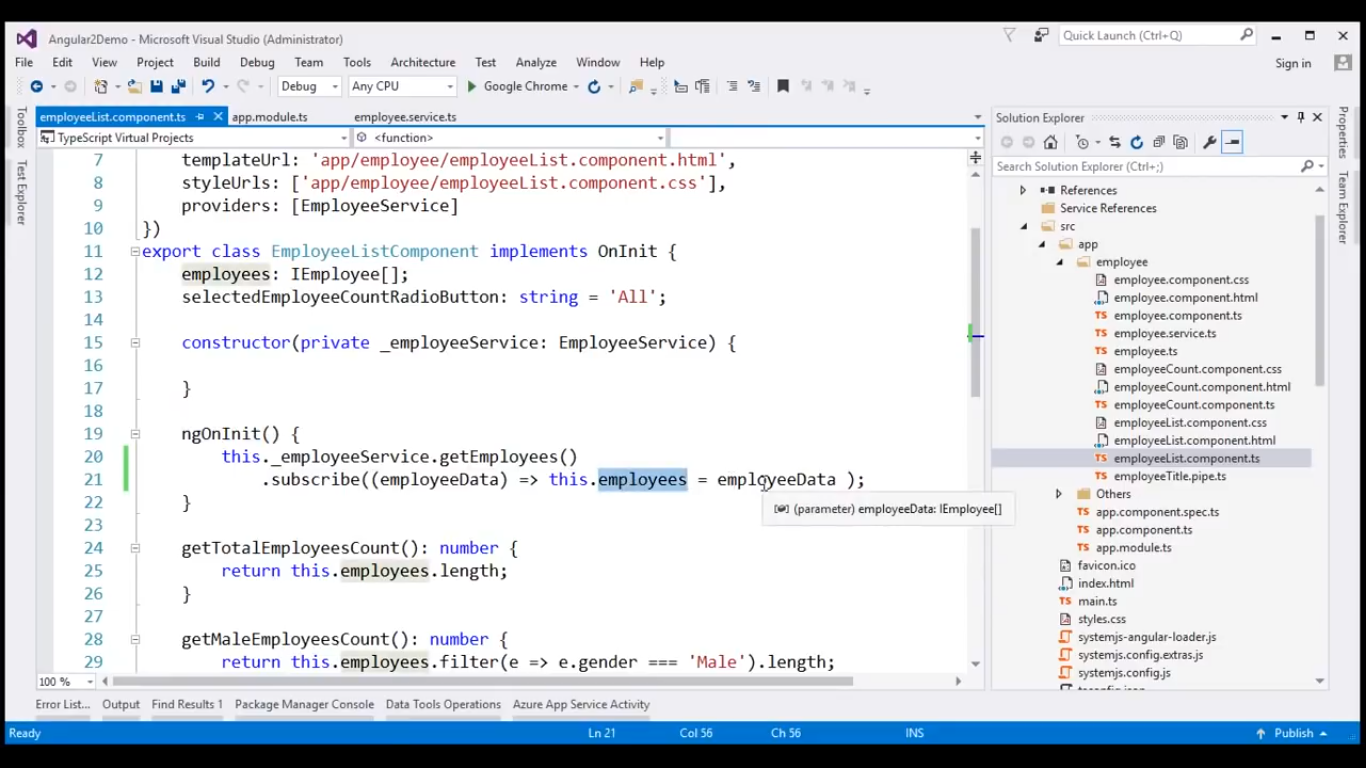 Angular2Demo - Microsoft Visual Studio (Administrator)
Quick Launch (Ctrl+Q)
File Edit View Project Build Debug Team Tools Architecture Test Analyze Window Help
Sign in
Debug Any CPU Google Chrome
employeeList.component.ts app.module.ts employee.service.ts
TypeScript Virtual Projects <function>
Toolbox
Test Explorer
7 templateUrl: 'app/employee/employeeList.component.html',
8 styleUrls: ['app/employee/employeeList.component.css'],
9 providers: [EmployeeService]
10 })
11 export class EmployeeListComponent implements OnInit {
12 employees: IEmployee[];
13 selectedEmployeeCountRadioButton: string = 'All';
14
15 constructor(private _employeeService: EmployeeService) {
16
17 }
18
19 ngOnInit() {
20 this._employeeService.getEmployees()
21 .subscribe((employeeData) => this.employees = employeeData );
(parameter) employeeData: IEmployee[]
22 }
23
24 getTotalEmployeesCount(): number {
25 return this.employees.length;
26 }
27
28 getMaleEmployeesCount(): number {
29 return this.employees.filter(e => e.gender === 'Male').length;
100 %
Solution Explorer
Search Solution Explorer (Ctrl+;)
References
Service References
src
app
employee
employee.component.css
employee.component.html
TS employee.component.ts
TS employee.service.ts
TS employee.ts
employeeCount.component.css
employeeCount.component.html
TS employeeCount.component.ts
employeeList.component.css
employeeList.component.html
TS employeeList.component.ts
TS employeeTitle.pipe.ts
Others
TS app.component.spec.ts
TS app.component.ts
TS app.module.ts
favicon.ico
index.html
TS main.ts
styles.css
systemjs-angular-loader.js
systemjs.config.extras.js
systemjs.config.js
Properties
Team Explorer
Error List... Output Find Results 1 Package Manager Console Data Tools Operations Azure App Service Activity
Ready Ln 21 Col 56 Ch 56 INS Publish